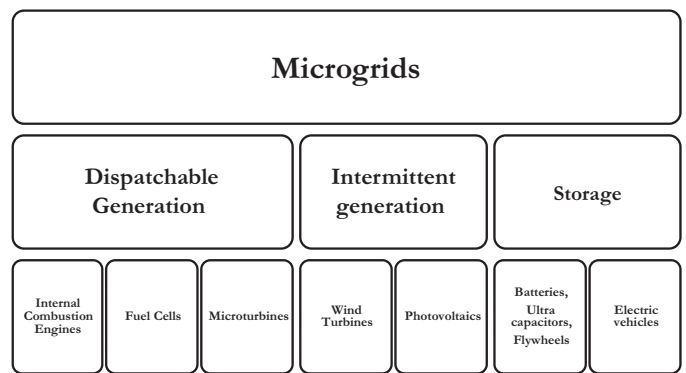 Microgrids
Dispatchable
Generation
Intermittent
generation
Storage
Internal
Combustion
Engines
Fuel Cells
Microturbines
Wind
Turbines
Photovoltaics
Batteries,
Ultra
capacitors,
Flywheels
Electric
vehicles